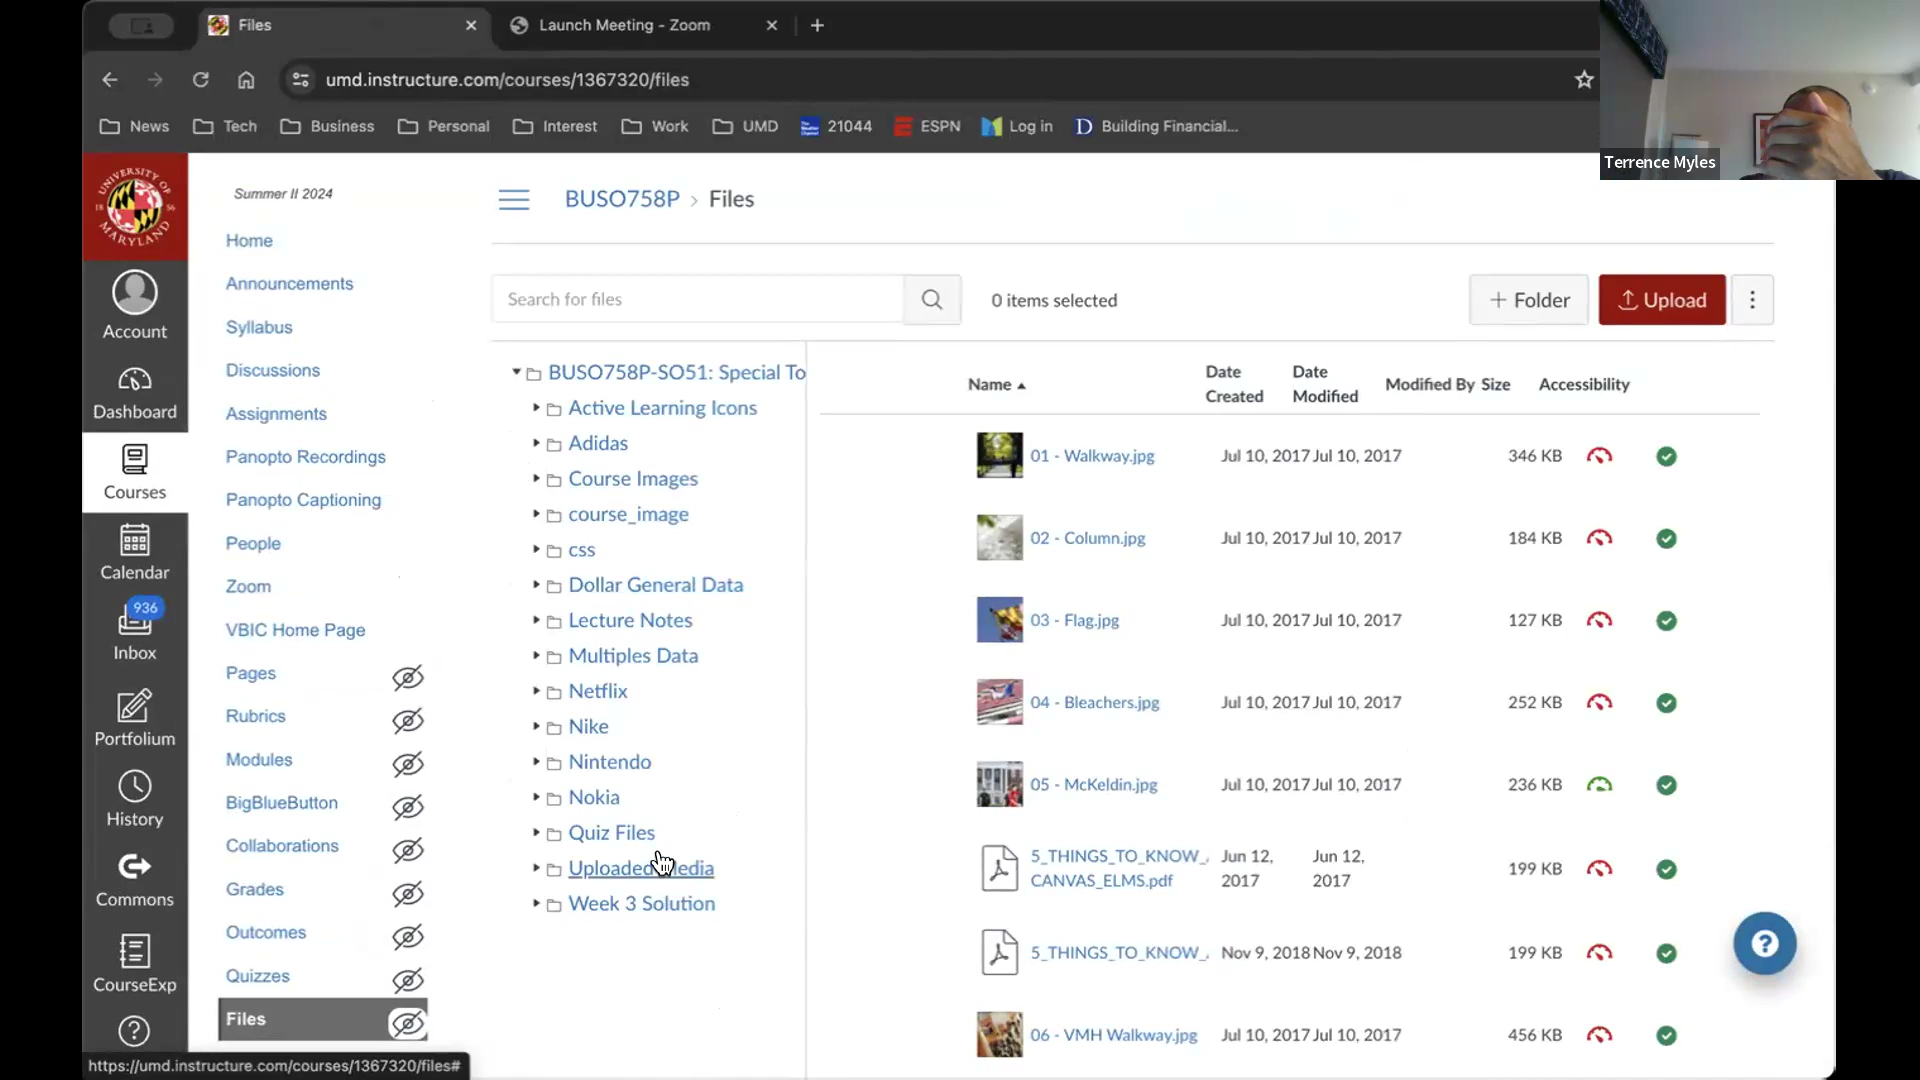 Files
Launch Meeting - Zoom
umd.instructure.com/courses/1367320/files
News
Tech
Business
Personal
Interest
Work
UMD
21044
ESPN
Log in
Building Financial...
Terrence Myles
UNIVERSITY OF
18 56
MARYLAND
Account
Dashboard
Courses
Calendar
936
Inbox
Portfolium
History
Commons
CourseExp
Summer II 2024
Home
Announcements
Syllabus
Discussions
Assignments
Panopto Recordings
Panopto Captioning
People
Zoom
VBIC Home Page
Pages
Rubrics
Modules
BigBlueButton
Collaborations
Grades
Outcomes
Quizzes
Files
https://umd.instructure.com/courses/1367320/files#
BUSO758P › Files
Search for files
0 items selected
+ Folder
Upload
BUSO758P-SO51: Special To
Active Learning Icons
Adidas
Course Images
course_image
css
Dollar General Data
Lecture Notes
Multiples Data
Netflix
Nike
Nintendo
Nokia
Quiz Files
Uploaded Media
Week 3 Solution
Name Date Created Date Modified Modified By Size Accessibility
01 - Walkway.jpg Jul 10, 2017 Jul 10, 2017 346 KB
02 - Column.jpg Jul 10, 2017 Jul 10, 2017 184 KB
03 - Flag.jpg Jul 10, 2017 Jul 10, 2017 127 KB
04 - Bleachers.jpg Jul 10, 2017 Jul 10, 2017 252 KB
05 - McKeldin.jpg Jul 10, 2017 Jul 10, 2017 236 KB
5_THINGS_TO_KNOW_ Jun 12, Jun 12,
CANVAS_ELMS.pdf 2017 2017 199 KB
5_THINGS_TO_KNOW_ Nov 9, 2018 Nov 9, 2018 199 KB
06 - VMH Walkway.jpg Jul 10, 2017 Jul 10, 2017 456 KB